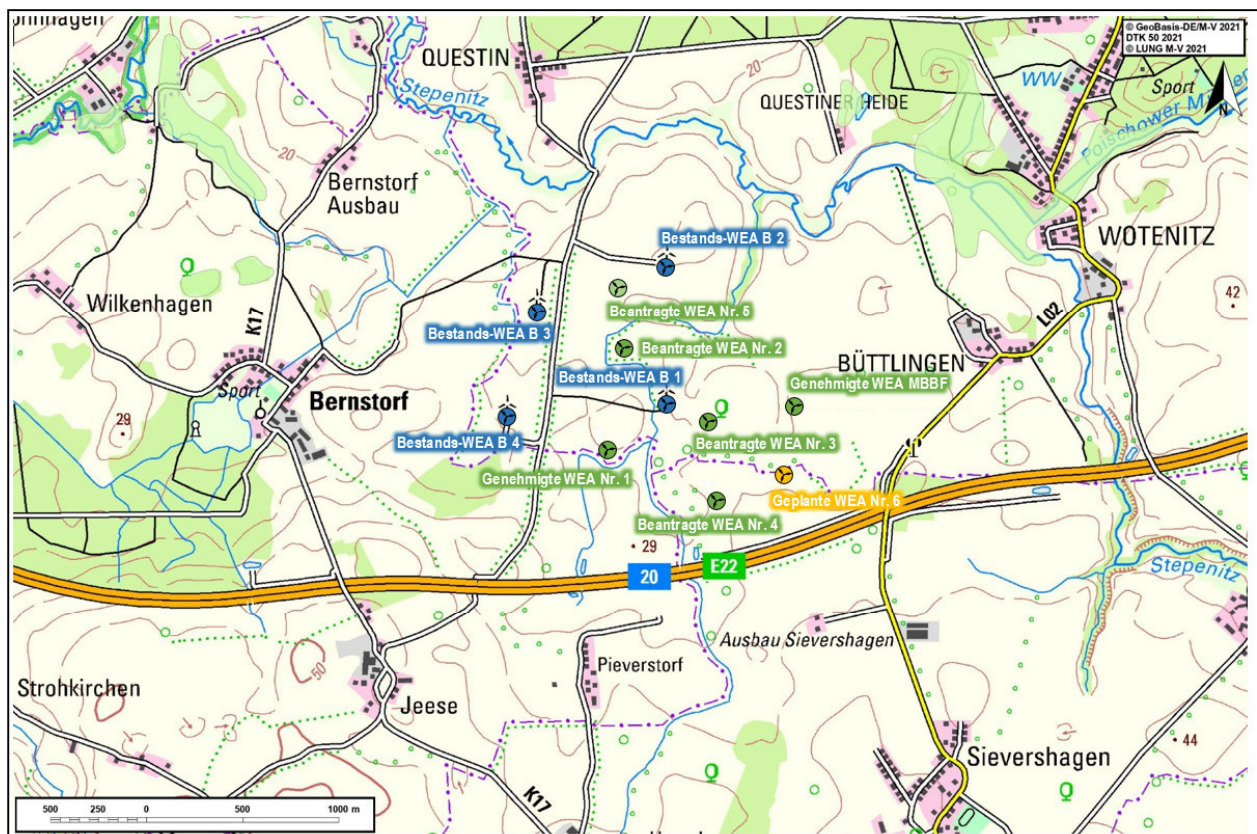 © GeoBasis-DE/M-V 2021
DTK 50 2021
© LUNG M-V 2021
N
QUESTIN
Stepenitz
20
WW
Sport
QUESTINER HEIDE
20
Bernstorf
Ausbau
WOTENITZ
Bestands-WEA B 2
Wilkenhagen
K17
Beantragte WEA Nr. 5
42
Bestands-WEA B 3
L02
Beantragte WEA Nr. 2
BÜTTLINGEN
Bestands-WEA B 1
Genehmigte WEA MBBF
Sport
Bernstorf
29
Bestands-WEA B 4
Beantragte WEA Nr. 3
Genehmigte WEA Nr. 1
Geplante WEA Nr. 6
Beantragte WEA Nr. 4
29
20
E22
Stepenitz
Ausbau Sievershagen
Pieverstorf
Strohkirchen
50
Jeese
Sievershagen
44
K17
500 250 0 500 1000 m